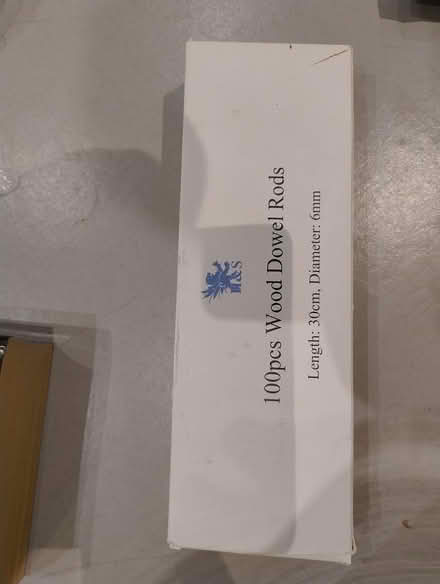 m&s
100pcs Wood Dowel Rods
Length: 30cm, Diameter: 6mm